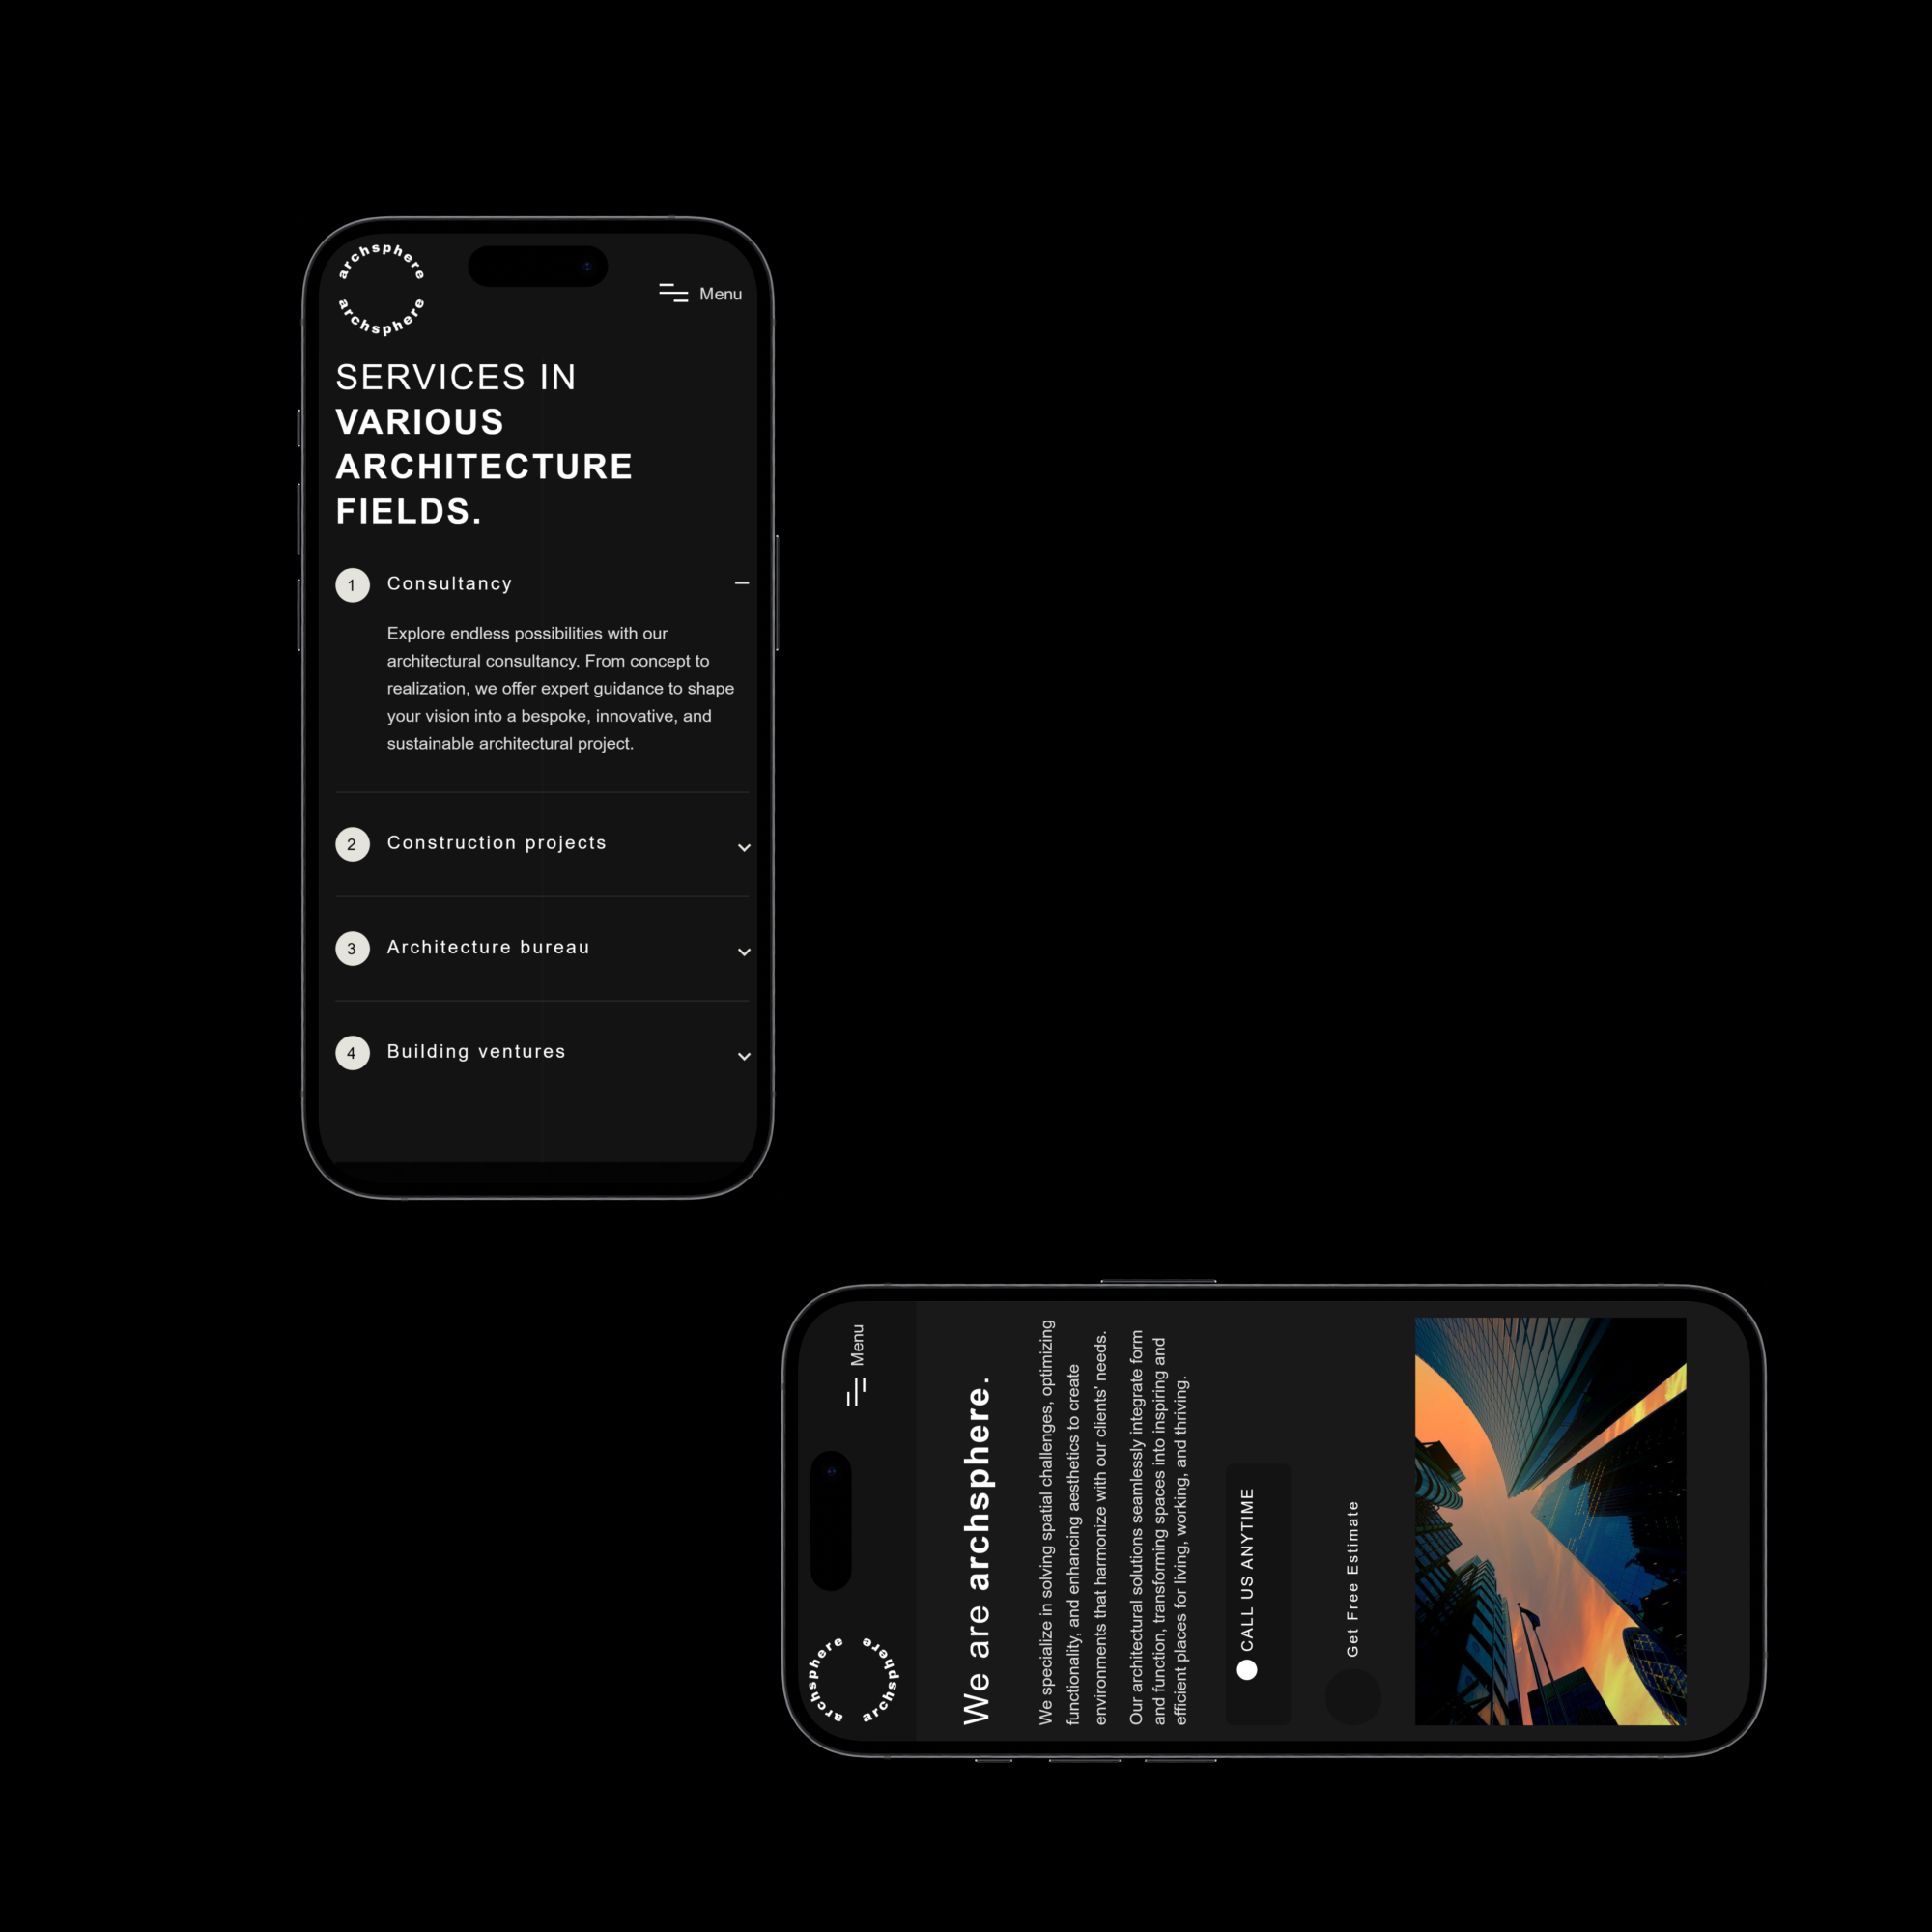 archsphere
archsphere
Menu
SERVICES IN
VARIOUS
ARCHITECTURE
FIELDS.
1 Consultancy
Explore endless possibilities with our
architectural consultancy. From concept to
realization, we offer expert guidance to shape
your vision into a bespoke, innovative, and
sustainable architectural project.
2 Construction projects
3 Architecture bureau
4 Building ventures
archsphere
archsphere
Menu
We are archsphere.
We specialize in solving spatial challenges, optimizing
functionality, and enhancing aesthetics to create
environments that harmonize with our clients' needs.
Our architectural solutions seamlessly integrate form
and function, transforming spaces into inspiring and
efficient places for living, working, and thriving.
CALL US ANYTIME
Get Free Estimate